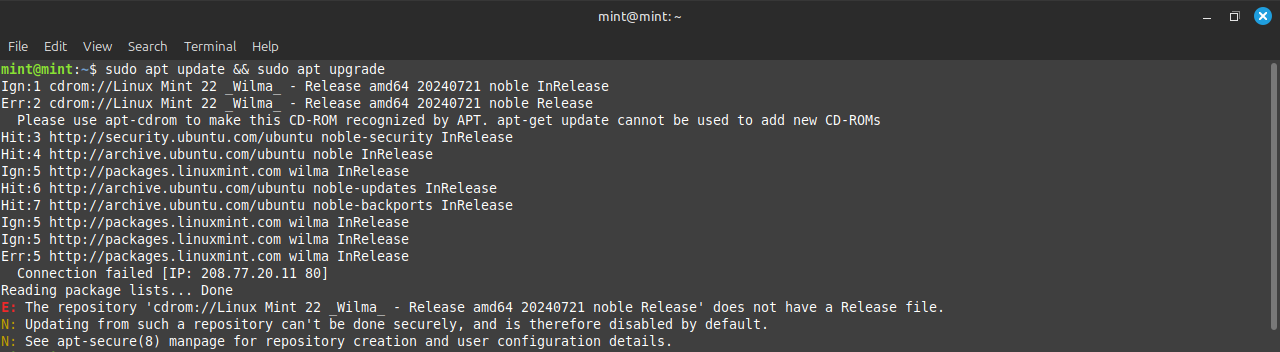 mint@mint: ~
File Edit View Search Terminal Help
mint@mint:~$ sudo apt update && sudo apt upgrade
Ign:1 cdrom://Linux Mint 22 _Wilma_ - Release amd64 20240721 noble InRelease
Err:2 cdrom://Linux Mint 22 _Wilma_ - Release amd64 20240721 noble Release
  Please use apt-cdrom to make this CD-ROM recognized by APT. apt-get update cannot be used to add new CD-ROMs
Hit:3 http://security.ubuntu.com/ubuntu noble-security InRelease
Hit:4 http://archive.ubuntu.com/ubuntu noble InRelease
Ign:5 http://packages.linuxmint.com wilma InRelease
Hit:6 http://archive.ubuntu.com/ubuntu noble-updates InRelease
Hit:7 http://archive.ubuntu.com/ubuntu noble-backports InRelease
Ign:5 http://packages.linuxmint.com wilma InRelease
Ign:5 http://packages.linuxmint.com wilma InRelease
Err:5 http://packages.linuxmint.com wilma InRelease
  Connection failed [IP: 208.77.20.11 80]
Reading package lists... Done
E: The repository 'cdrom://Linux Mint 22 _Wilma_ - Release amd64 20240721 noble Release' does not have a Release file.
N: Updating from such a repository can't be done securely, and is therefore disabled by default.
N: See apt-secure(8) manpage for repository creation and user configuration details.